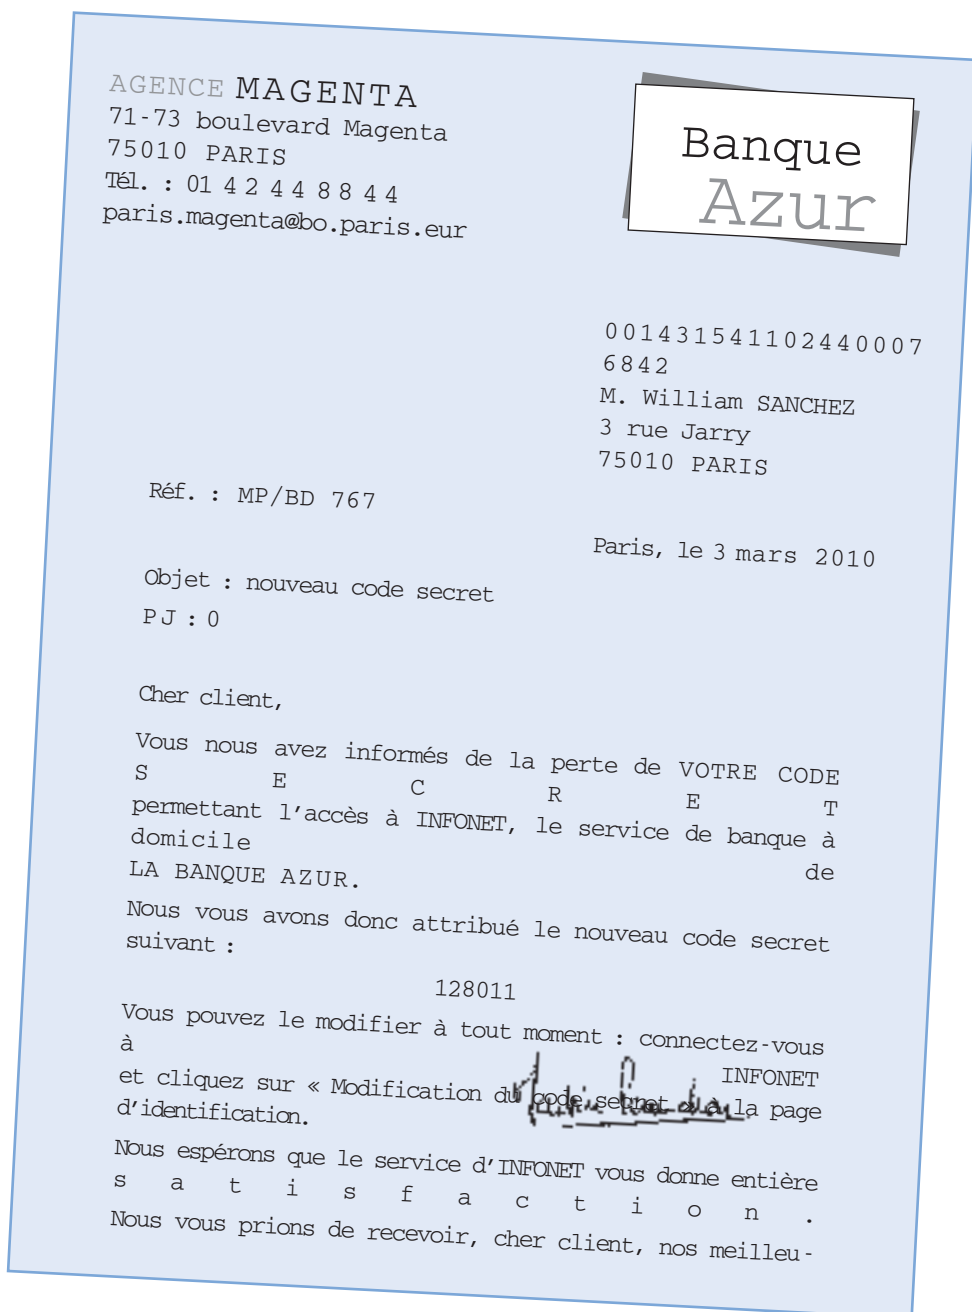 AGENCE MAGENTA
71-73 boulevard Magenta
75010 PARIS
Tél. : 01 42 44 88 44
paris.magenta@bo.paris.eur
Banque
Azur
001431541102440007
6842
M. William SANCHEZ
3 rue Jarry
75010 PARIS
Réf. : MP/BD 767
Paris, le 3 mars 2010
Objet : nouveau code secret
PJ : 0
Cher client,
Vous nous avez informés de la perte de VOTRE CODE
S E C R E T
permettant l'accès à INFONET, le service de banque à
domicile de
LA BANQUE AZUR.
Nous vous avons donc attribué le nouveau code secret
suivant :
128011
Vous pouvez le modifier à tout moment : connectez-vous
à INFONET
et cliquez sur « Modification du code secret » à la page
d'identification.
Nous espérons que le service d'INFONET vous donne entière
s a t i s f a c t i o n .
Nous vous prions de recevoir, cher client, nos meilleu-